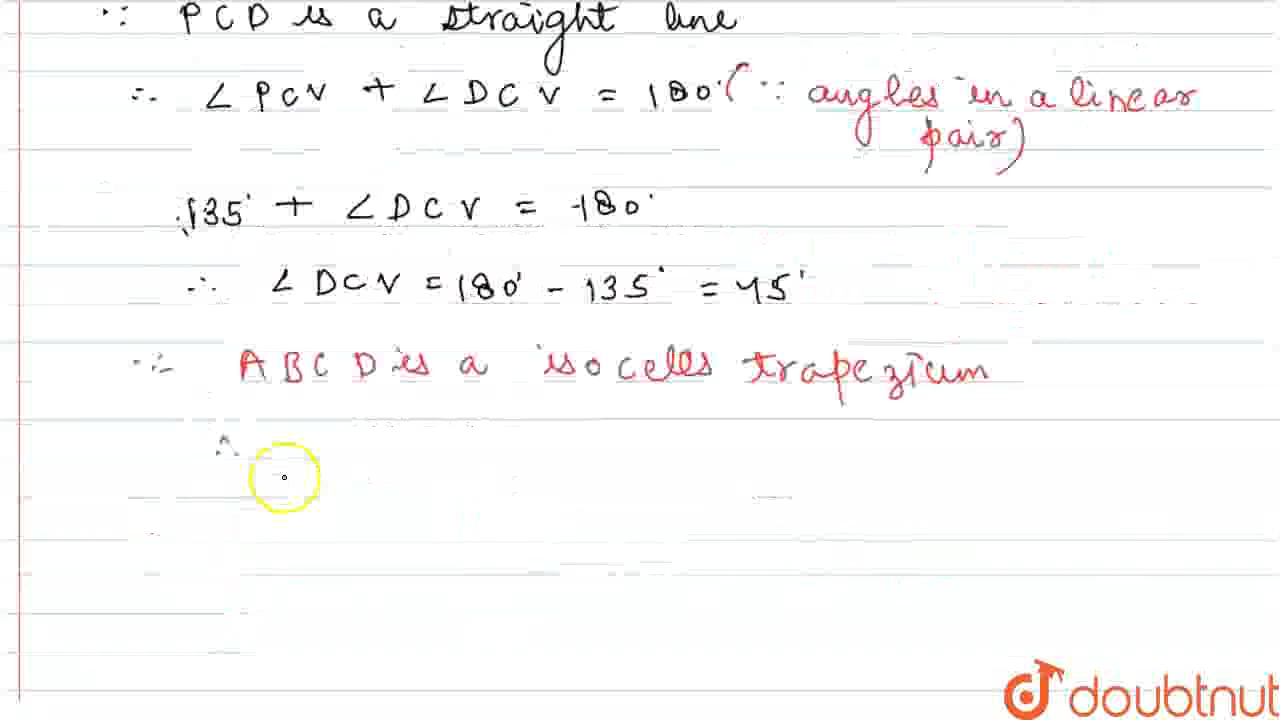 ∵ PCD is a straight line
∴ ∠PCV + ∠DCV = 180° (∵ angles in a linear
pair)
135° + ∠DCV = 180°
∴ ∠DCV = 180° - 135° = 45°
∵ ABCD is a isoceles trapezium
doubtnut